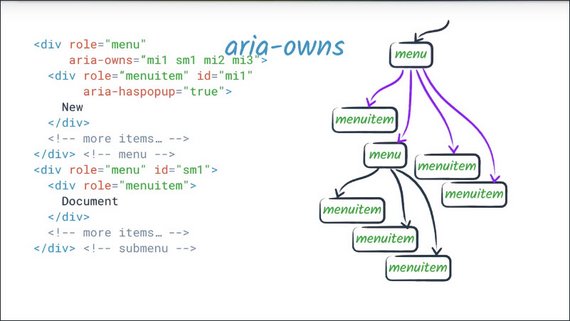 aria-owns
<div role="menu"
aria-owns="mi1 sm1 mi2 mi3">
<div role="menuitem" id="mi1"
aria-haspopup="true">
New
</div>
<!-- more items… -->
</div> <!-- menu -->
<div role="menu" id="sm1">
<div role="menuitem">
Document
</div>
<!-- more items… -->
</div> <!-- submenu -->
menu
menuitem
menu
menuitem
menuitem
menuitem
menuitem
menuitem